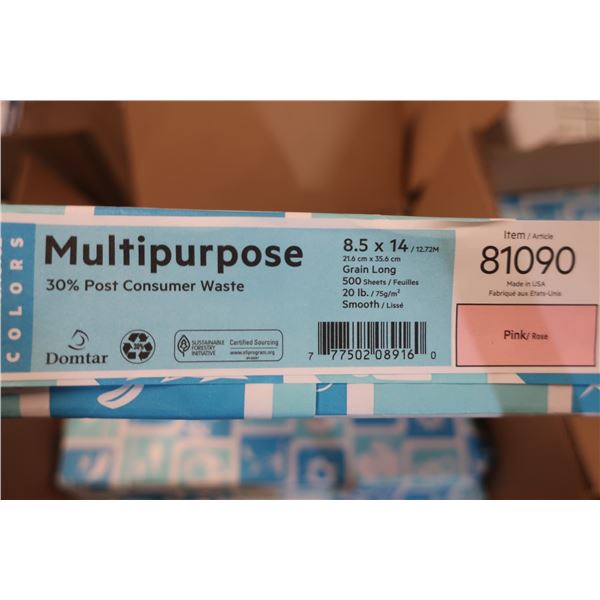 COLORS
Multipurpose
30% Post Consumer Waste
Domtar
30%
SUSTAINABLE
FORESTRY
INITIATIVE
Certified Sourcing
www.sfiprogram.org
8.5 x 14 / 12.72M
21.6 cm x 35.6 cm
Grain Long
500 Sheets / Feuilles
20 lb. / 75g/m²
Smooth / Lissé
7 77502 08916 0
Item / Article
81090
Made in USA
Fabriqué aux Etats-Unis
Pink/ Rose